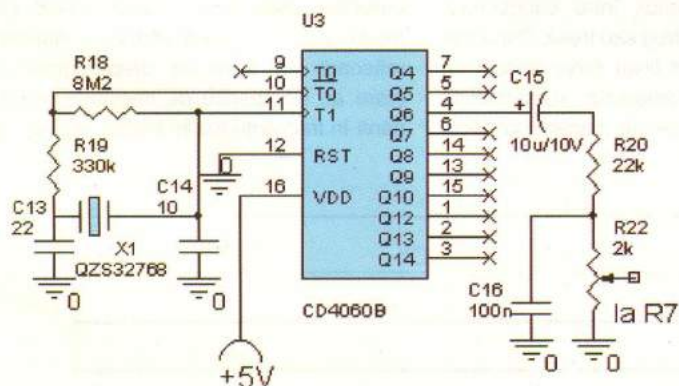 U3
R18
8M2
R19
330k
C13
22
C14
10
X1
QZS32768
0
0
0
+5V
9
10
11
12
16
T0
T0
T1
RST
VDD
Q4
Q5
Q6
Q7
Q8
Q9
Q10
Q12
Q13
Q14
7
5
4
6
14
13
15
1
2
3
CD4060B
C15
+
10u/10V
R20
22k
R22
2k
C16
100n
la R7
0
0